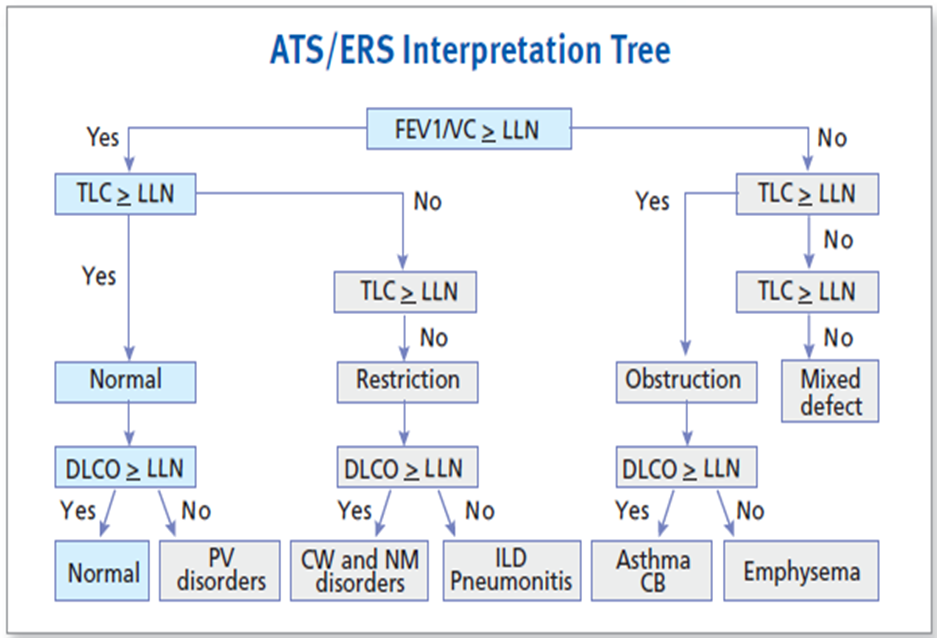 ATS/ERS Interpretation Tree
FEV1/VC ≥ LLN
Yes
No
TLC ≥ LLN
No
Yes
TLC ≥ LLN
Yes
No
TLC ≥ LLN
TLC ≥ LLN
No
No
Normal
Restriction
Obstruction
Mixed
defect
DLCO ≥ LLN
DLCO ≥ LLN
DLCO ≥ LLN
Yes
No
Yes
No
Yes
No
Normal
PV
disorders
CW and NM
disorders
ILD
Pneumonitis
Asthma
CB
Emphysema